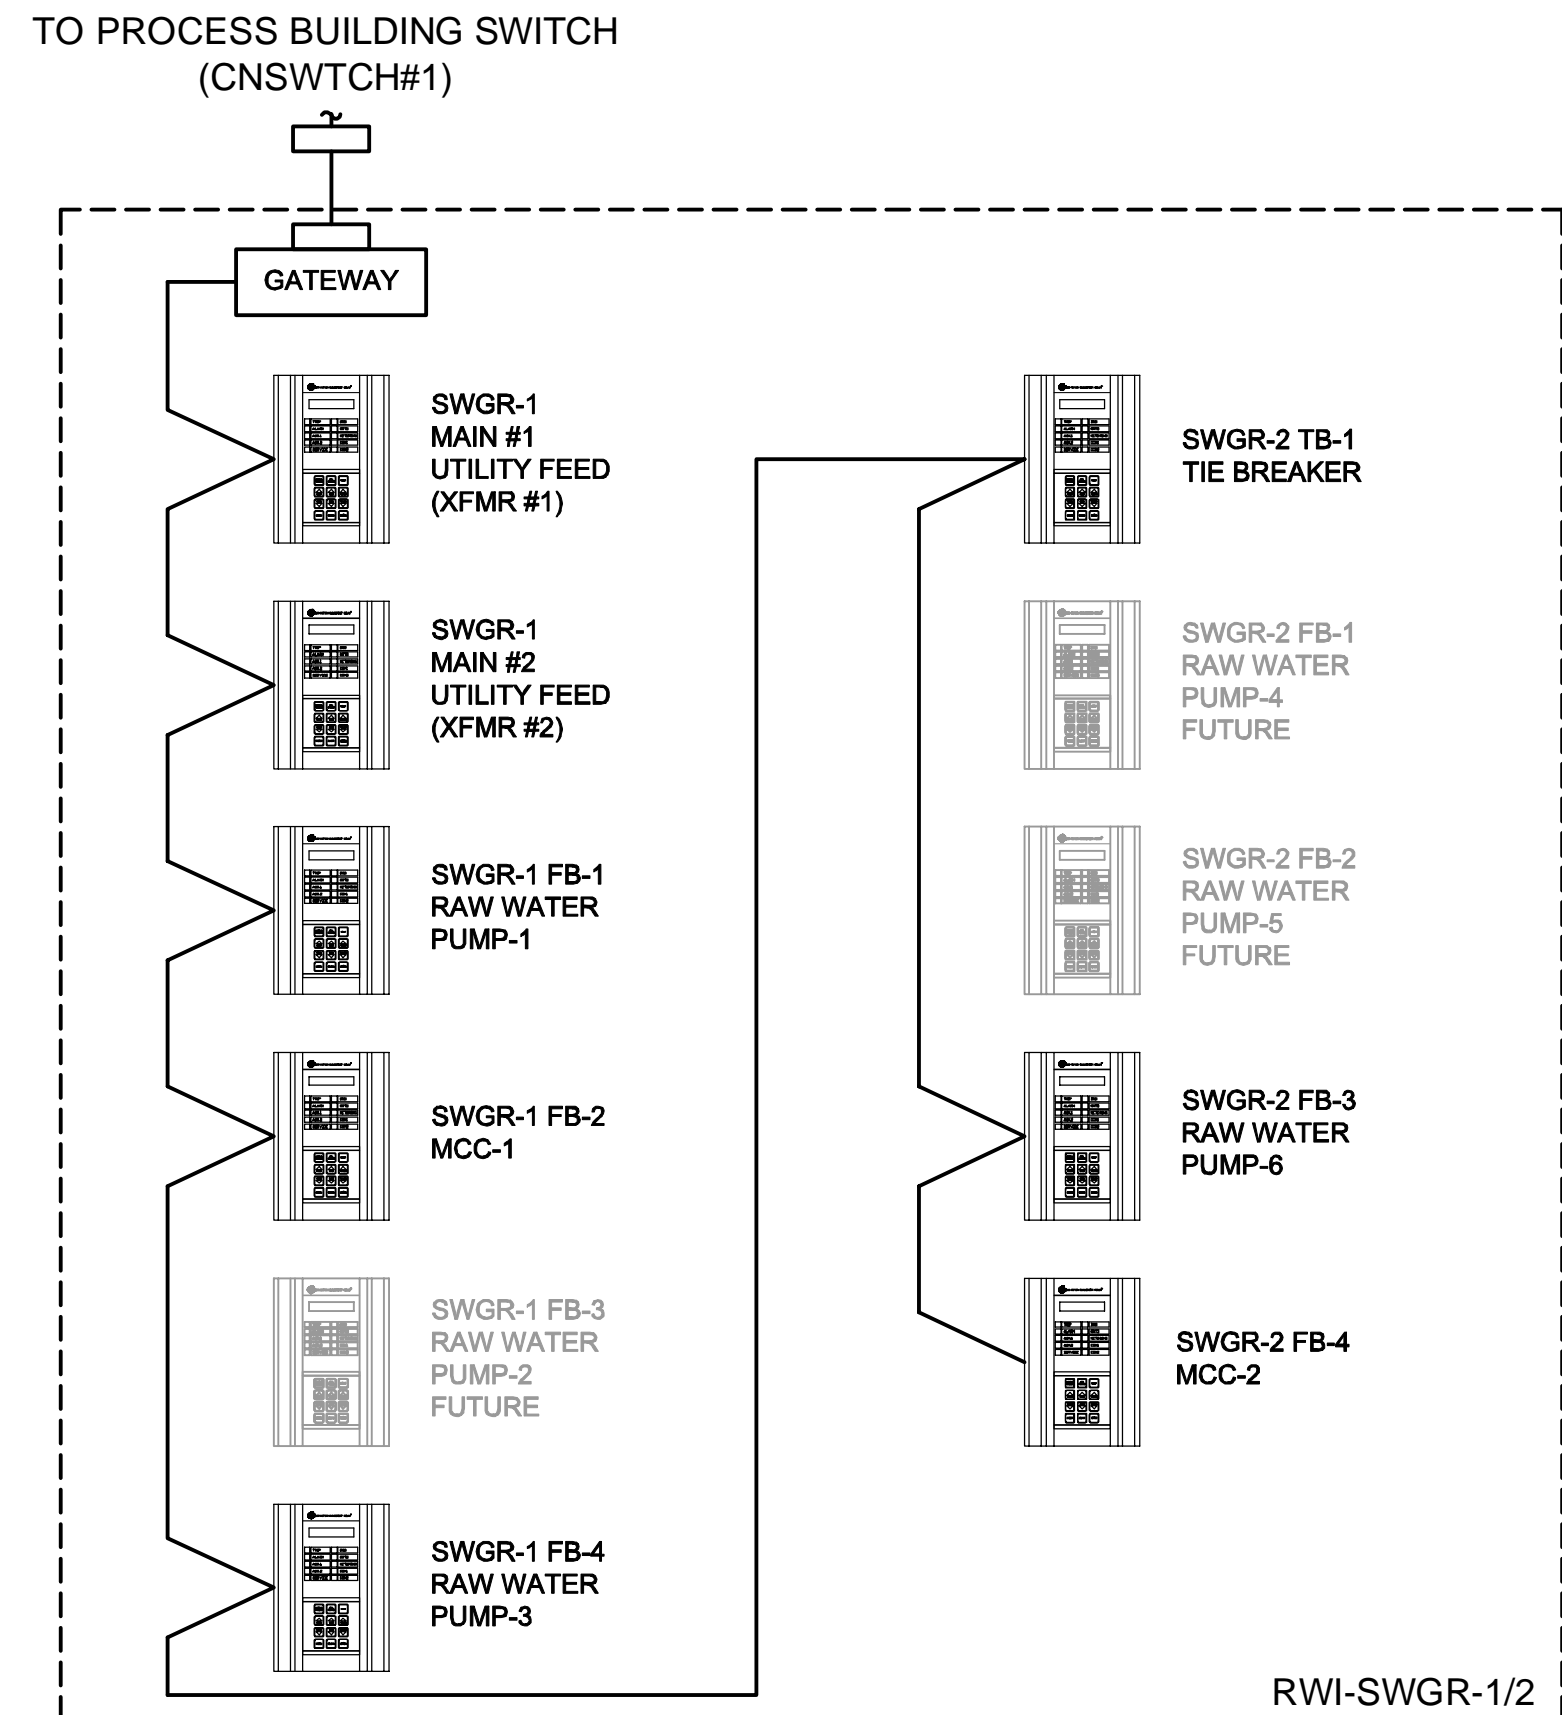 TO PROCESS BUILDING SWITCH
(CNSWTCH#1)
GATEWAY
SWGR-1
MAIN #1
UTILITY FEED
(XFMR #1)
SWGR-1
MAIN #2
UTILITY FEED
(XFMR #2)
SWGR-1 FB-1
RAW WATER
PUMP-1
SWGR-1 FB-2
MCC-1
SWGR-1 FB-3
RAW WATER
PUMP-2
FUTURE
SWGR-1 FB-4
RAW WATER
PUMP-3
SWGR-2 TB-1
TIE BREAKER
SWGR-2 FB-1
RAW WATER
PUMP-4
FUTURE
SWGR-2 FB-2
RAW WATER
PUMP-5
FUTURE
SWGR-2 FB-3
RAW WATER
PUMP-6
SWGR-2 FB-4
MCC-2
RWI-SWGR-1/2